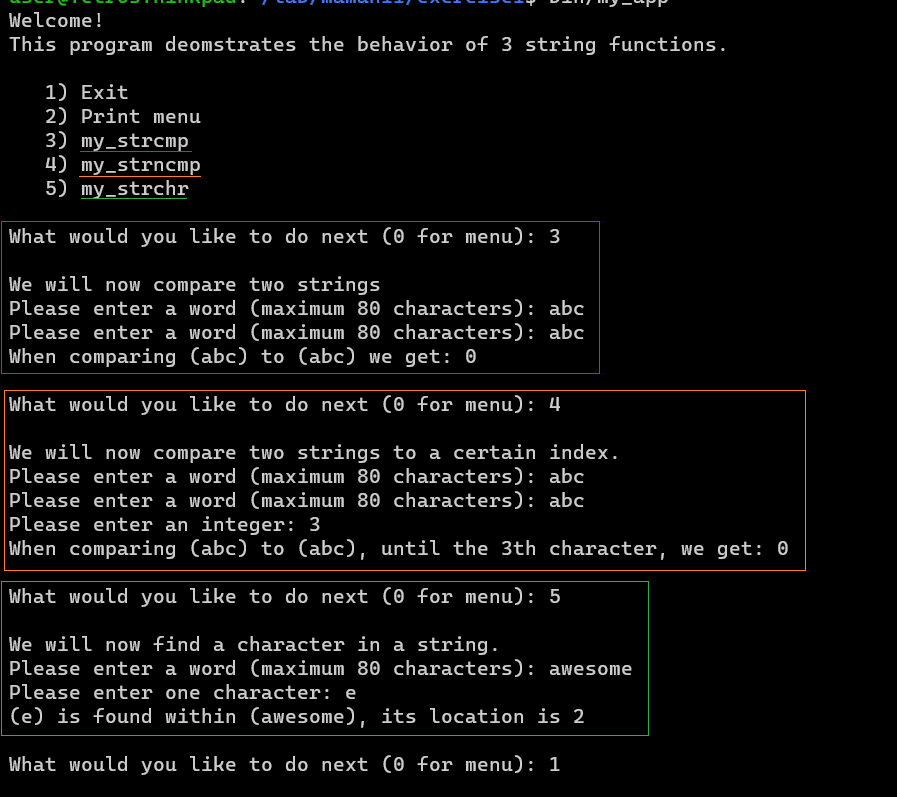 Welcome!
This program deomstrates the behavior of 3 string functions.
1) Exit
2) Print menu
3) my_strcmp
4) my_strncmp
5) my_strchr
What would you like to do next (0 for menu): 3
We will now compare two strings
Please enter a word (maximum 80 characters): abc
Please enter a word (maximum 80 characters): abc
When comparing (abc) to (abc) we get: 0
What would you like to do next (0 for menu): 4
We will now compare two strings to a certain index.
Please enter a word (maximum 80 characters): abc
Please enter a word (maximum 80 characters): abc
Please enter an integer: 3
When comparing (abc) to (abc), until the 3th character, we get: 0
What would you like to do next (0 for menu): 5
We will now find a character in a string.
Please enter a word (maximum 80 characters): awesome
Please enter one character: e
(e) is found within (awesome), its location is 2
What would you like to do next (0 for menu): 1